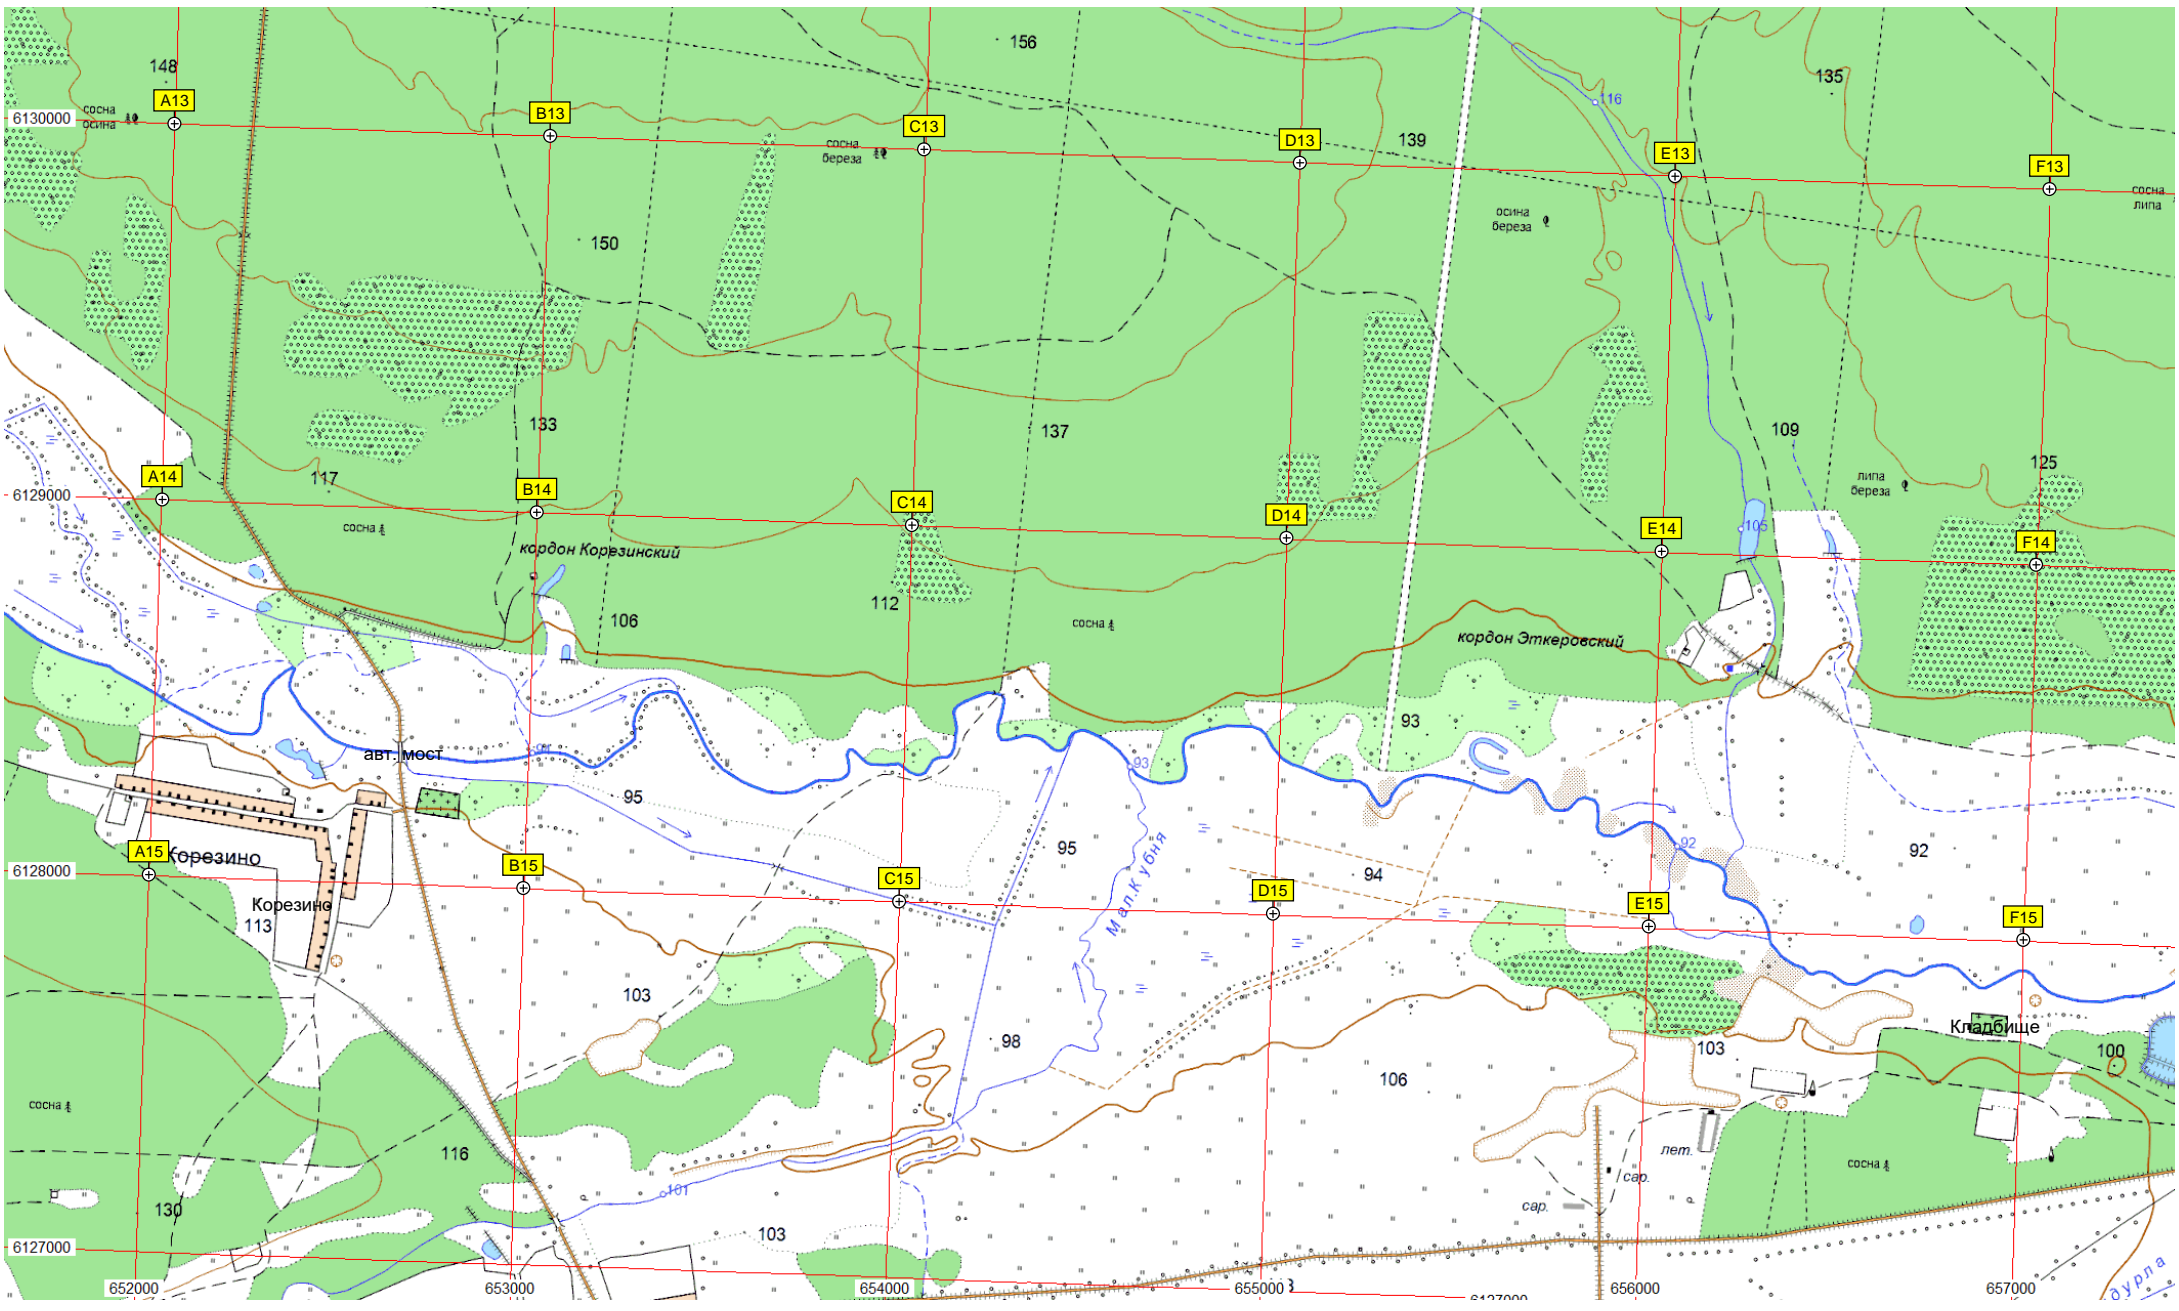 156
148
135
116
A13
сосна
осина
6130000
B13
C13
сосна
береза
D13
139
E13
F13
сосна
липа
осина
береза
150
133
137
109
117
125
липа
береза
A14
6129000
B14
C14
D14
E14
F14
105
сосна
кордон Корезинский
112
106
сосна
кордон Эткеровский
93
авт. мост
93
95
95
92
92
A15
Корезино
6128000
B15
C15
D15
94
E15
F15
Мал.Кубня
Корезино
113
103
98
Кладбище
103
100
106
сосна
116
лет.
сосна
сар.
101
130
сар.
103
6127000
652000
653000
654000
655000
656000
657000
6127000
дурла